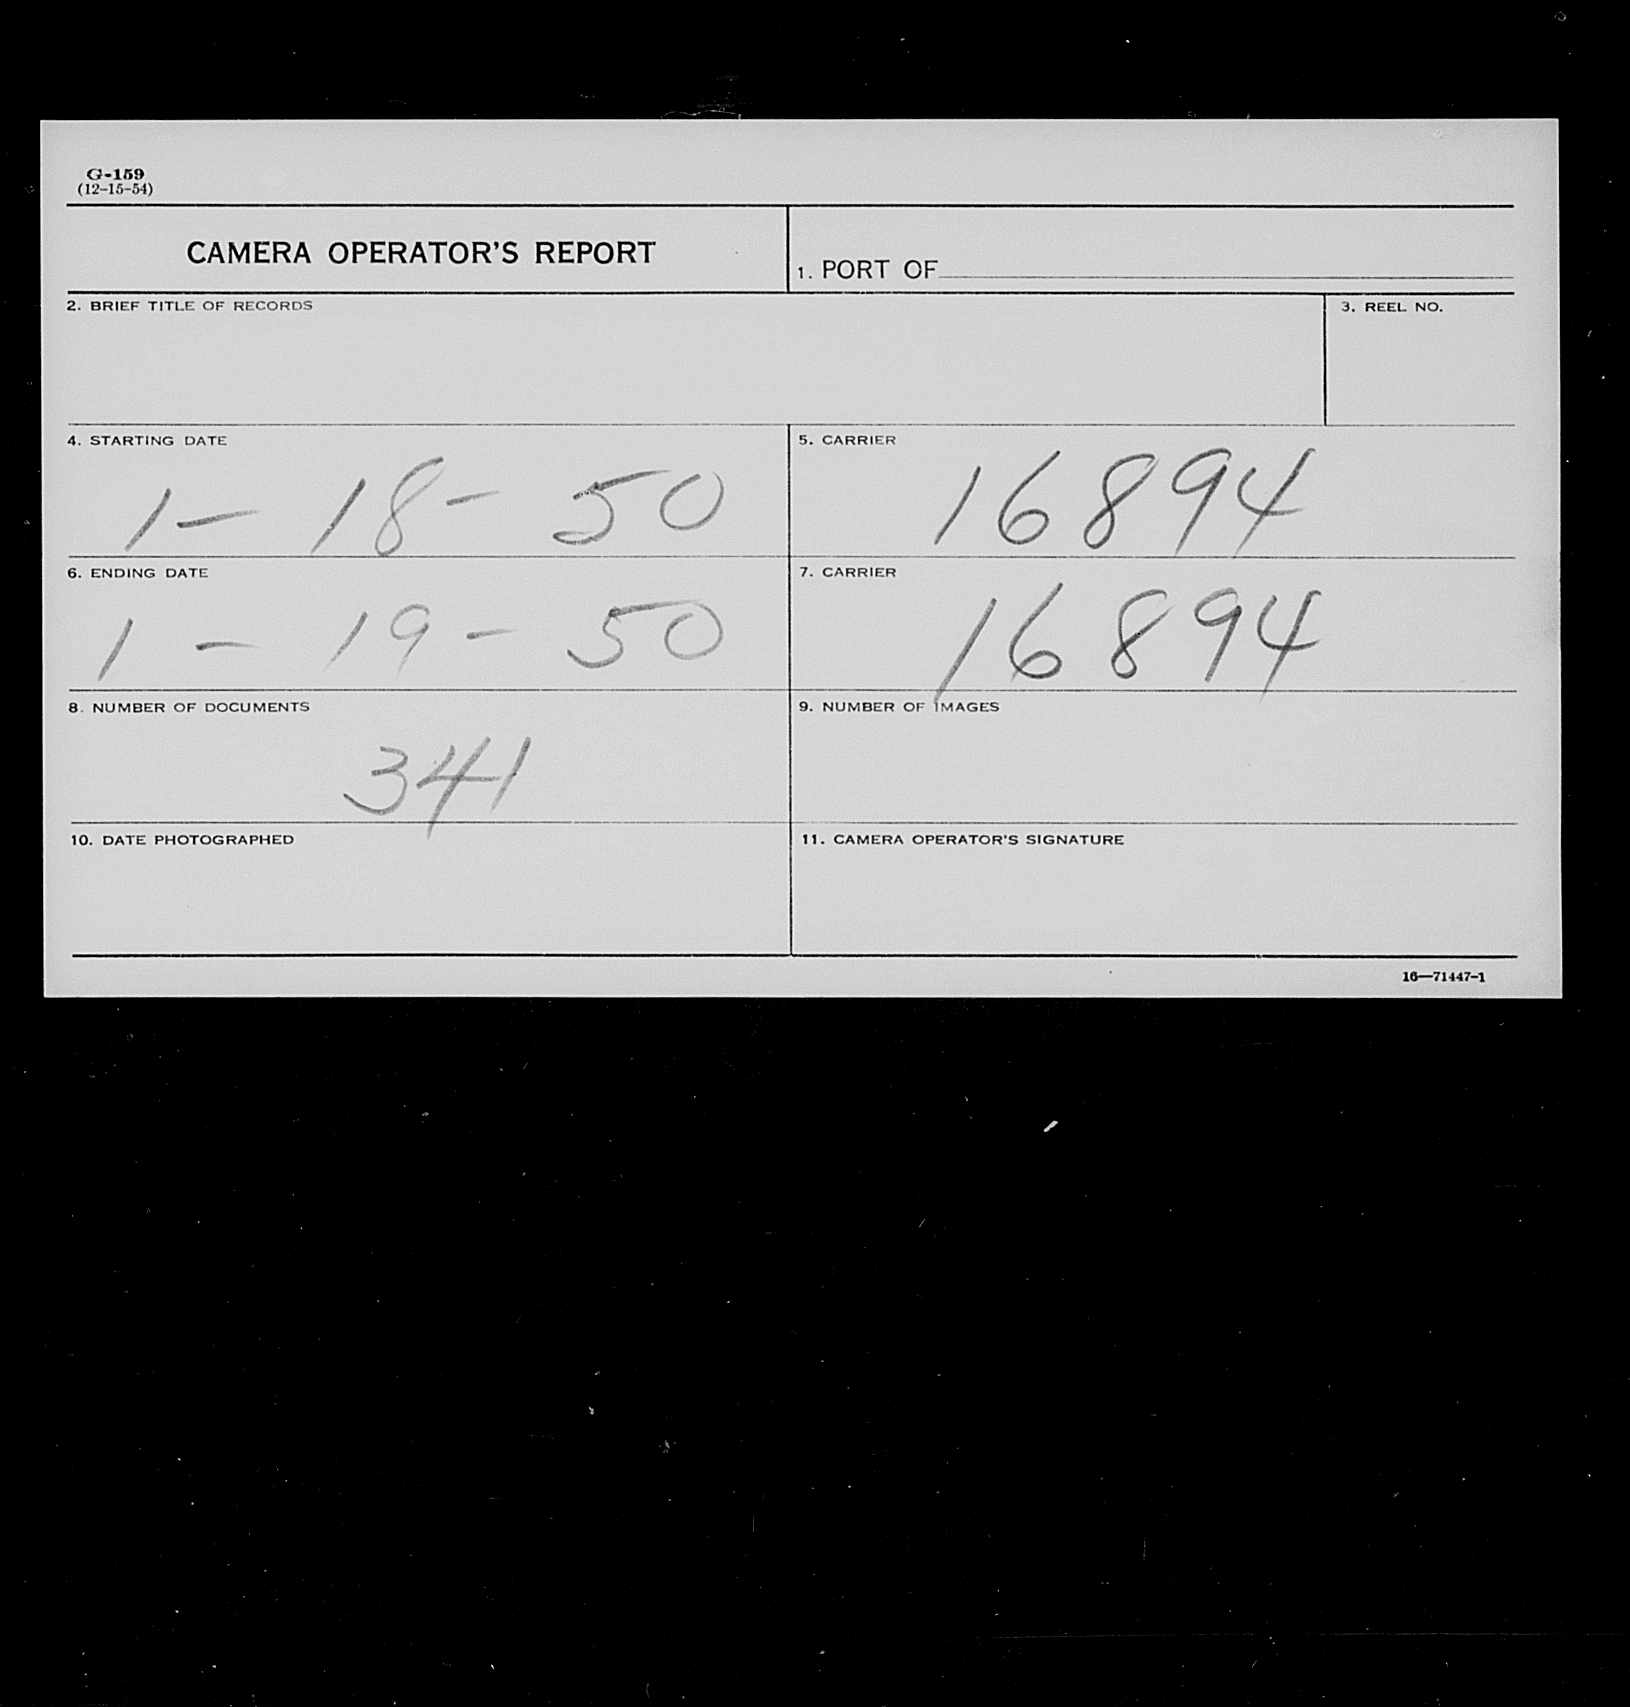 G-159
(12-15-54)
CAMERA OPERATOR'S REPORT
1. PORT OF
2. BRIEF TITLE OF RECORDS
3. REEL NO.
4. STARTING DATE
1- 18- 50
5. CARRIER
16894
6. ENDING DATE
1 - 19 - 50
7. CARRIER
16894
8. NUMBER OF DOCUMENTS
341
9. NUMBER OF IMAGES
10. DATE PHOTOGRAPHED
11. CAMERA OPERATOR'S SIGNATURE
16—71447-1